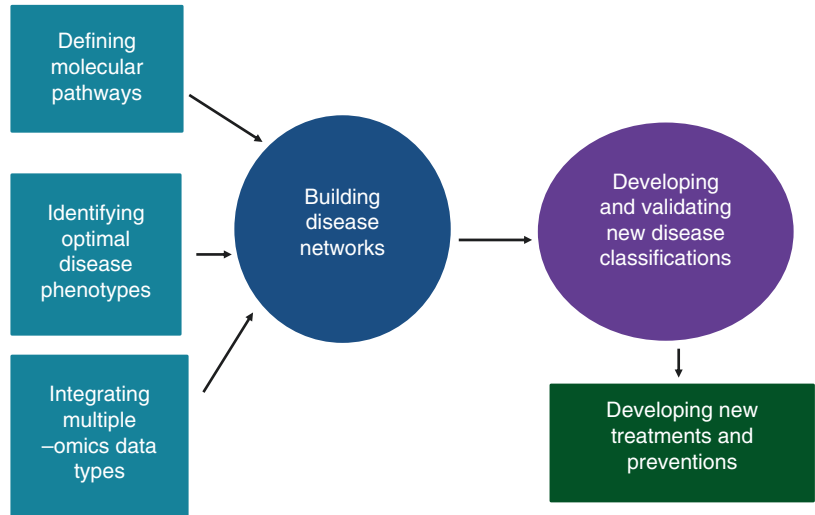 Defining
molecular
pathways
Identifying
optimal
disease
phenotypes
Integrating
multiple
–omics data
types
Building
disease
networks
Developing
and validating
new disease
classifications
Developing new
treatments and
preventions